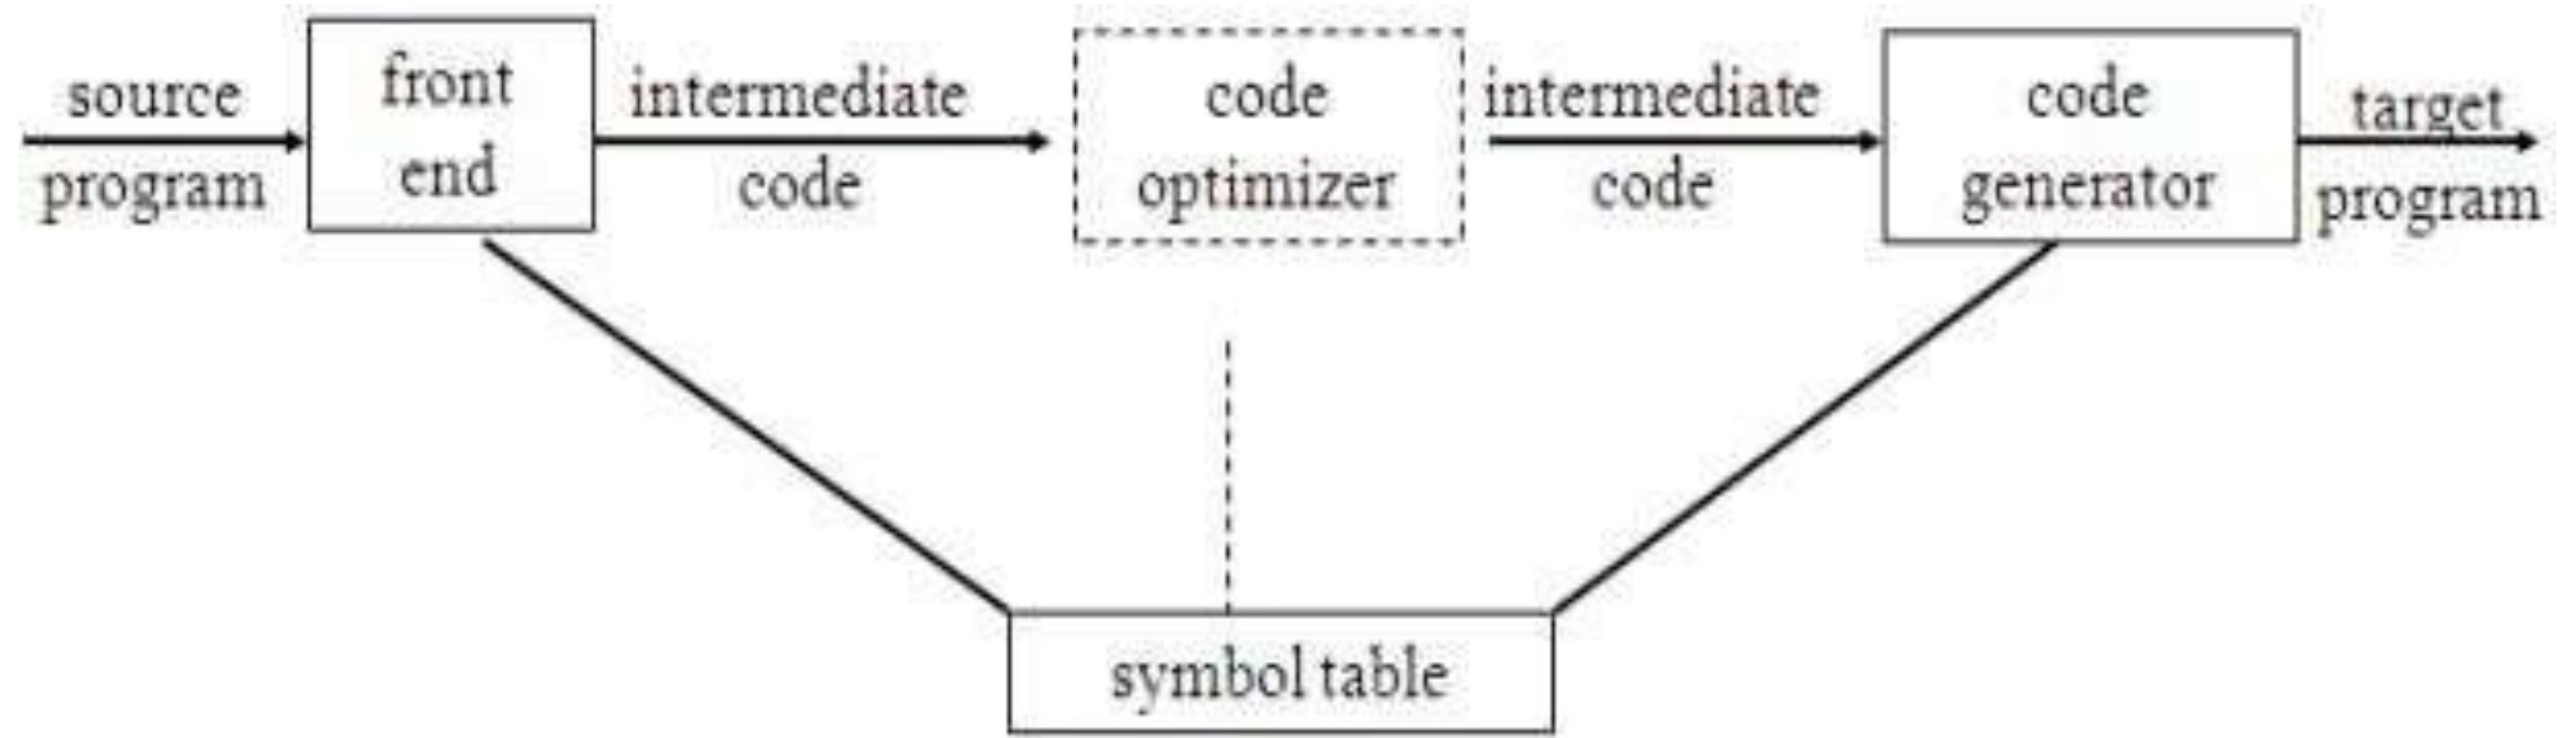 source
program
front
end
intermediate
code
code
optimizer
intermediate
code
code
generator
target
program
symbol table